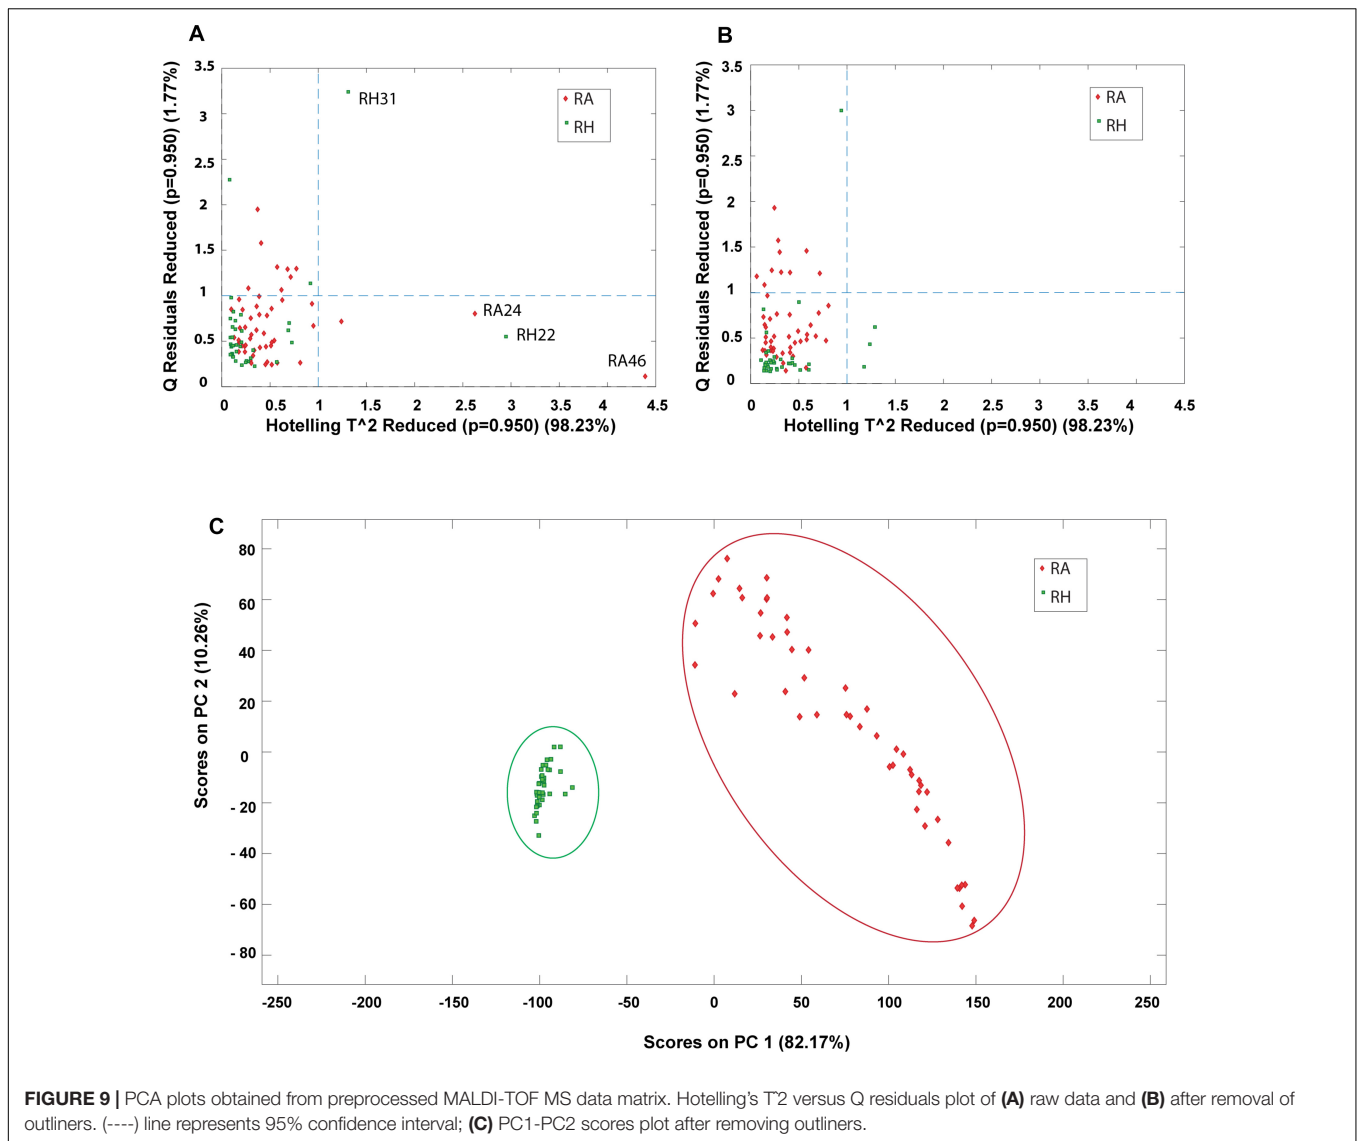 A
3.5
3
2.5
2
1.5
1
0.5
0
Q Residuals Reduced (p=0.950) (1.77%)
RH31
RA24
RH22
RA46
RA
RH
0 0.5 1 1.5 2 2.5 3 3.5 4 4.5
Hotelling T^2 Reduced (p=0.950) (98.23%)
B
3.5
3
2.5
2
1.5
1
0.5
0
Q Residuals Reduced (p=0.950) (1.77%)
RA
RH
0 0.5 1 1.5 2 2.5 3 3.5 4 4.5
Hotelling T^2 Reduced (p=0.950) (98.23%)
C
80
60
40
20
0
- 20
- 40
- 60
- 80
Scores on PC 2 (10.26%)
RA
RH
-250 -200 -150 -100 -50 0 50 100 150 200 250
Scores on PC 1 (82.17%)
FIGURE 9 | PCA plots obtained from preprocessed MALDI-TOF MS data matrix. Hotelling's Tˆ2 versus Q residuals plot of (A) raw data and (B) after removal of
outliners. (----) line represents 95% confidence interval; (C) PC1-PC2 scores plot after removing outliners.